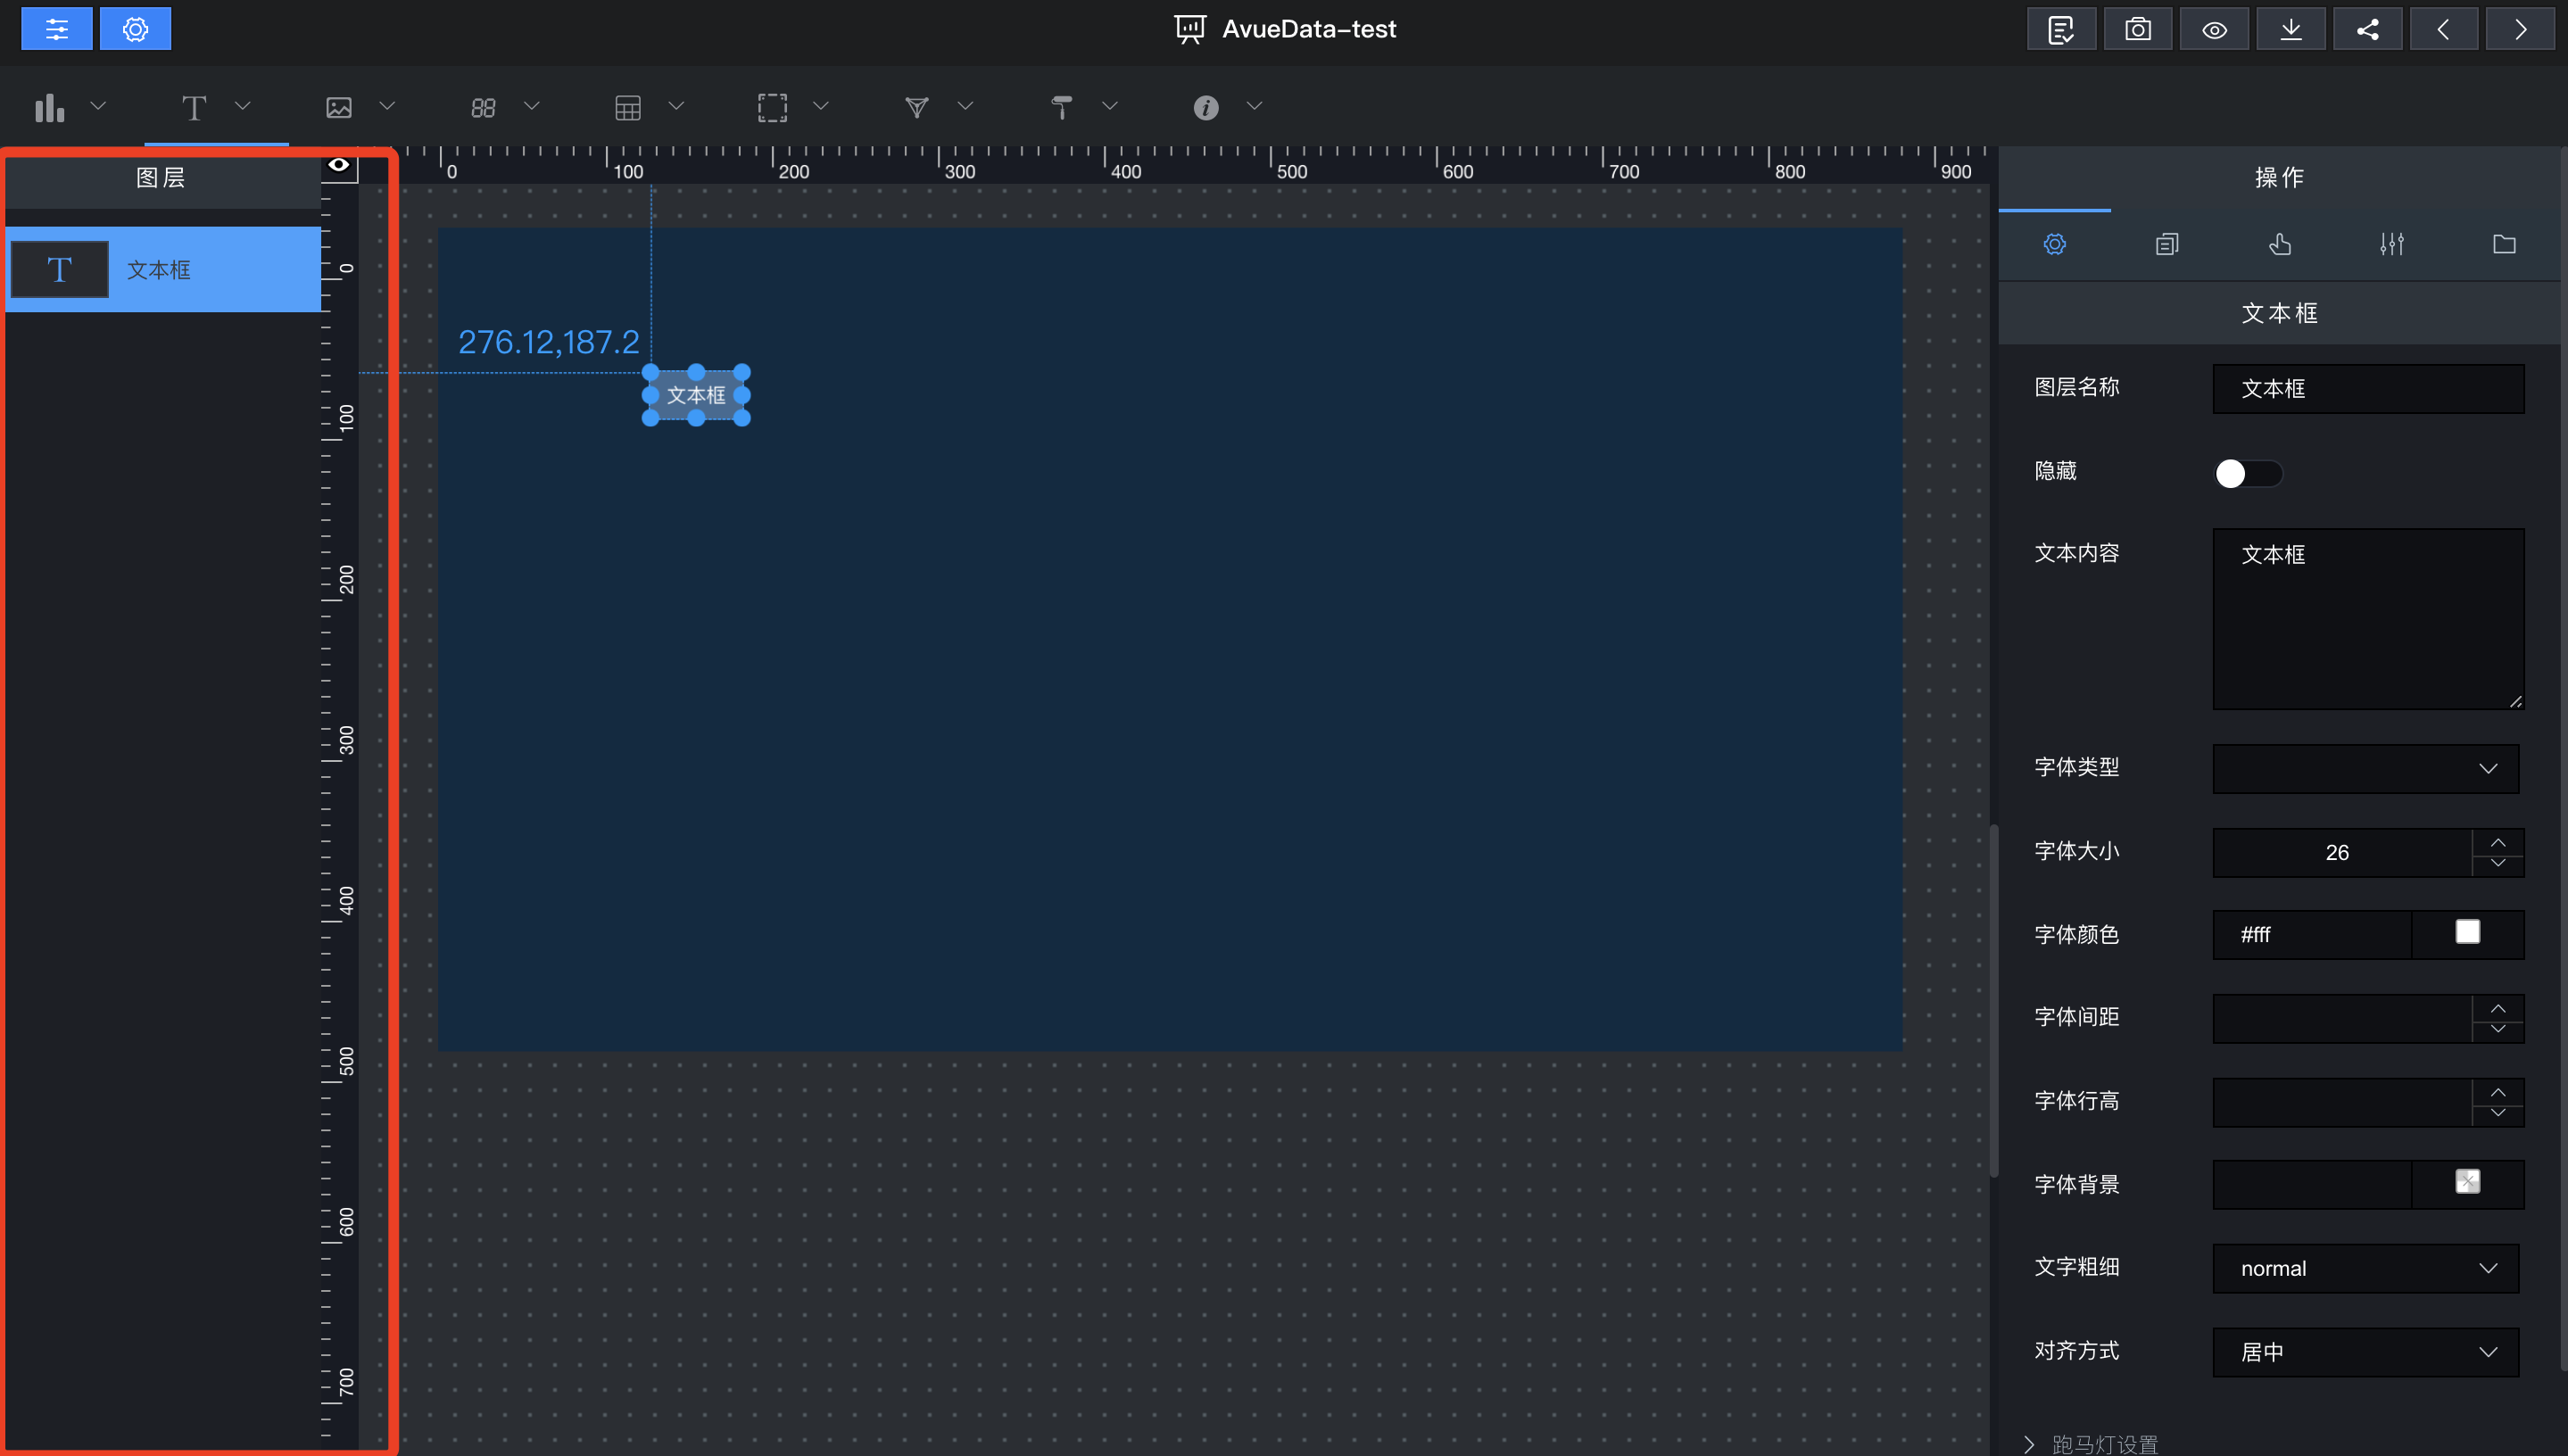 AvueData-test
T
88
图层
T 文本框
0 100 200 300 400 500 600 700 800 900
0
100
200
300
400
500
600
700
276.12,187.2
文本框
操作
文本框
图层名称 文本框
隐藏
文本内容 文本框
字体类型
字体大小 26
字体颜色 #fff
字体间距
字体行高
字体背景
文字粗细 normal
对齐方式 居中
跑马灯设置